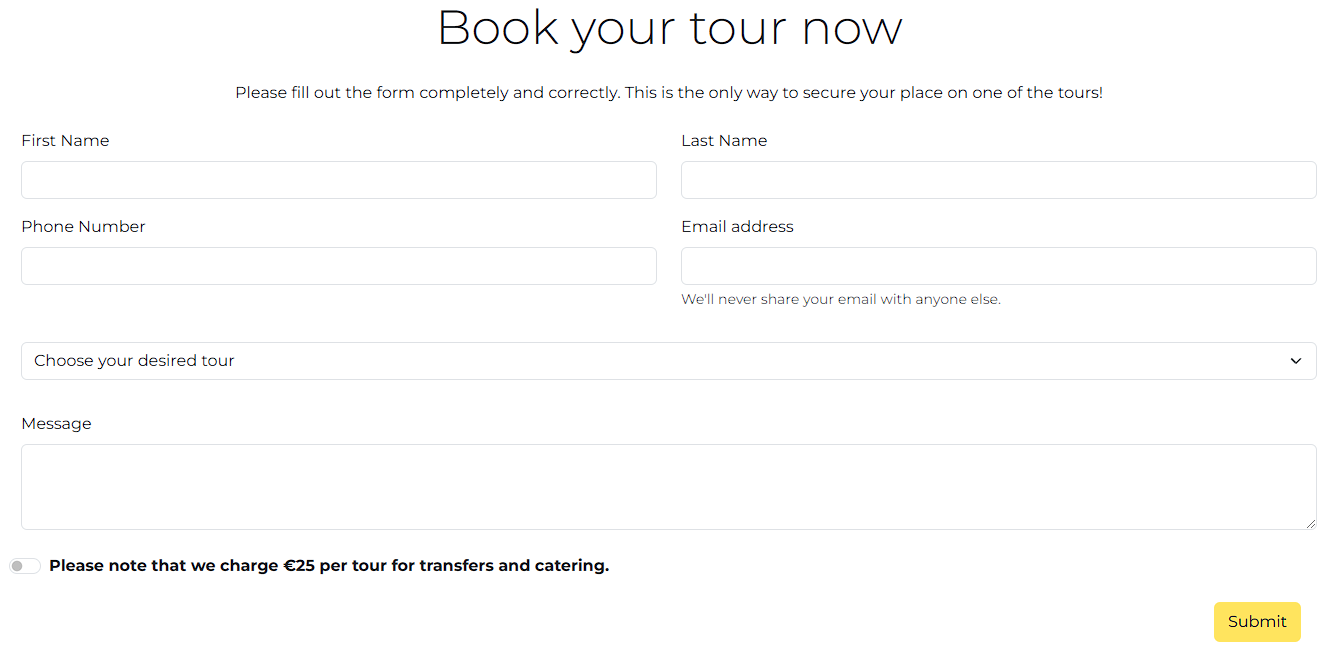 Book your tour now
Please fill out the form completely and correctly. This is the only way to secure your place on one of the tours!
First Name
Last Name
Phone Number
Email address
We'll never share your email with anyone else.
Choose your desired tour
Message
Please note that we charge €25 per tour for transfers and catering.
Submit